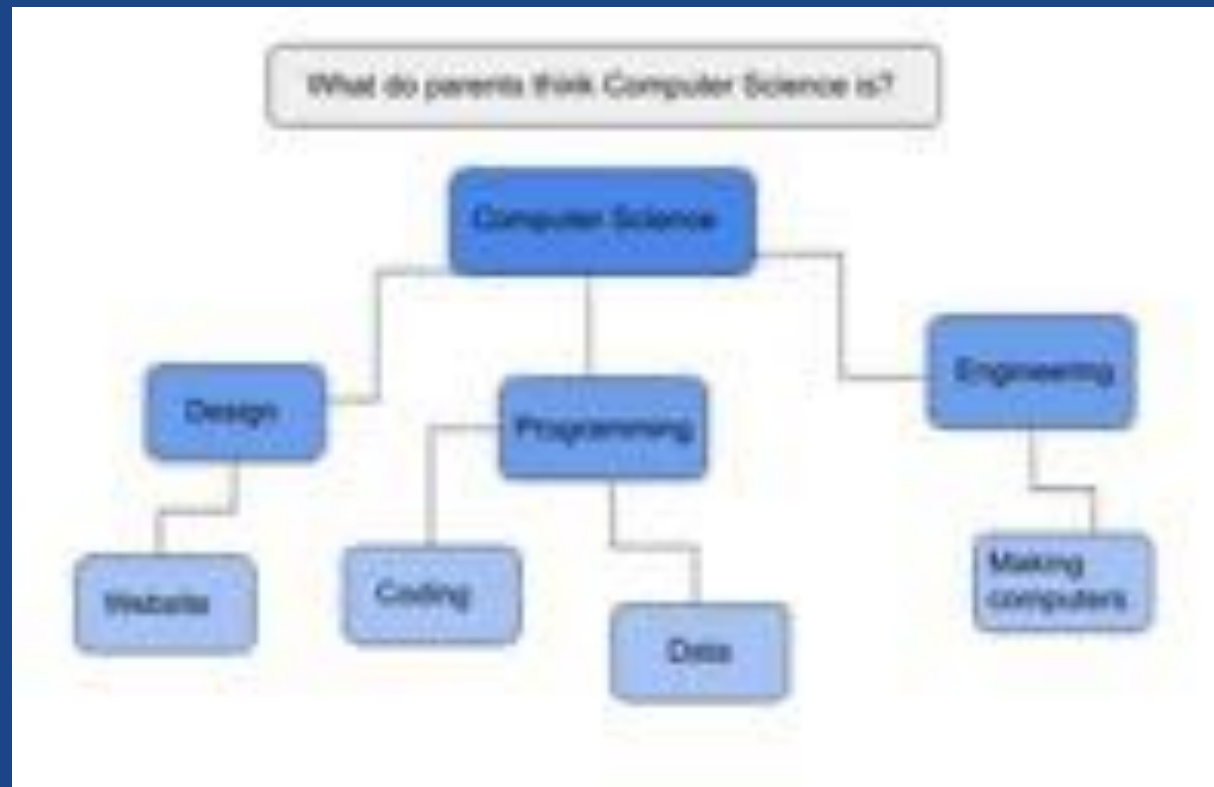 What do parents think Computer Science is?
Computer Science
Engineering
Design
Programming
Website
Coding
Data
Making
computers